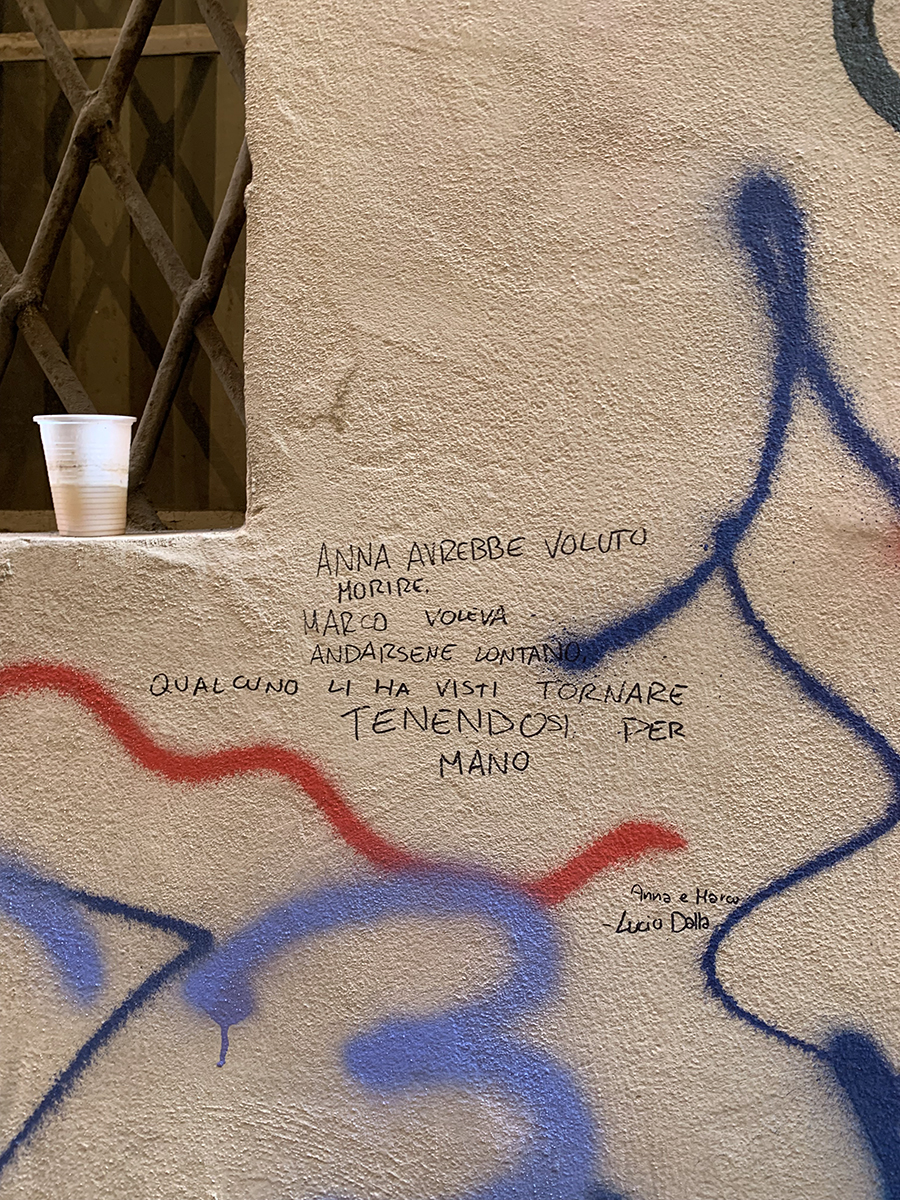 ANNA AVREBBE VOLUTO
MORIRE.
MARCO VOLEVA
ANDARSENE LONTANO,
QUALCUNO LI HA VISTI TORNARE
TENENDOSI PER
MANO
Anna e Marco
- Lucio Dalla